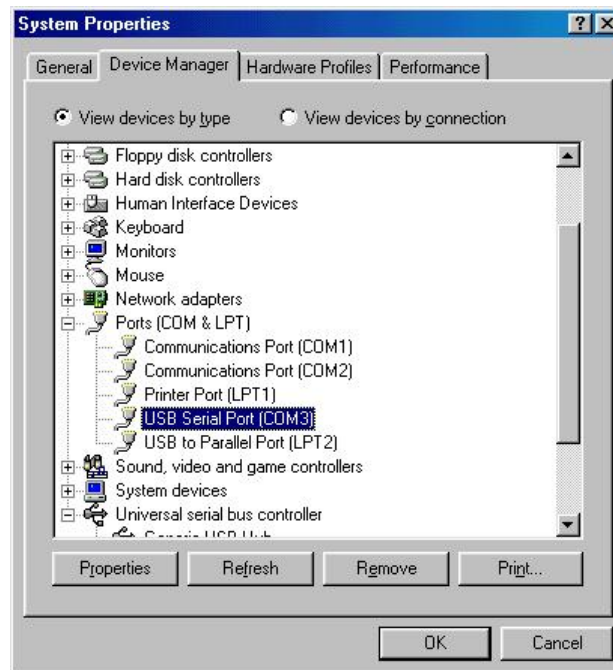 System Properties
General Device Manager Hardware Profiles Performance
View devices by type View devices by connection
Floppy disk controllers
Hard disk controllers
Human Interface Devices
Keyboard
Monitors
Mouse
Network adapters
Ports (COM & LPT)
Communications Port (COM1)
Communications Port (COM2)
Printer Port (LPT1)
USB Serial Port (COM3)
USB to Parallel Port (LPT2)
Sound, video and game controllers
System devices
Universal serial bus controller
Generic USB Hub
Properties Refresh Remove Print...
OK Cancel